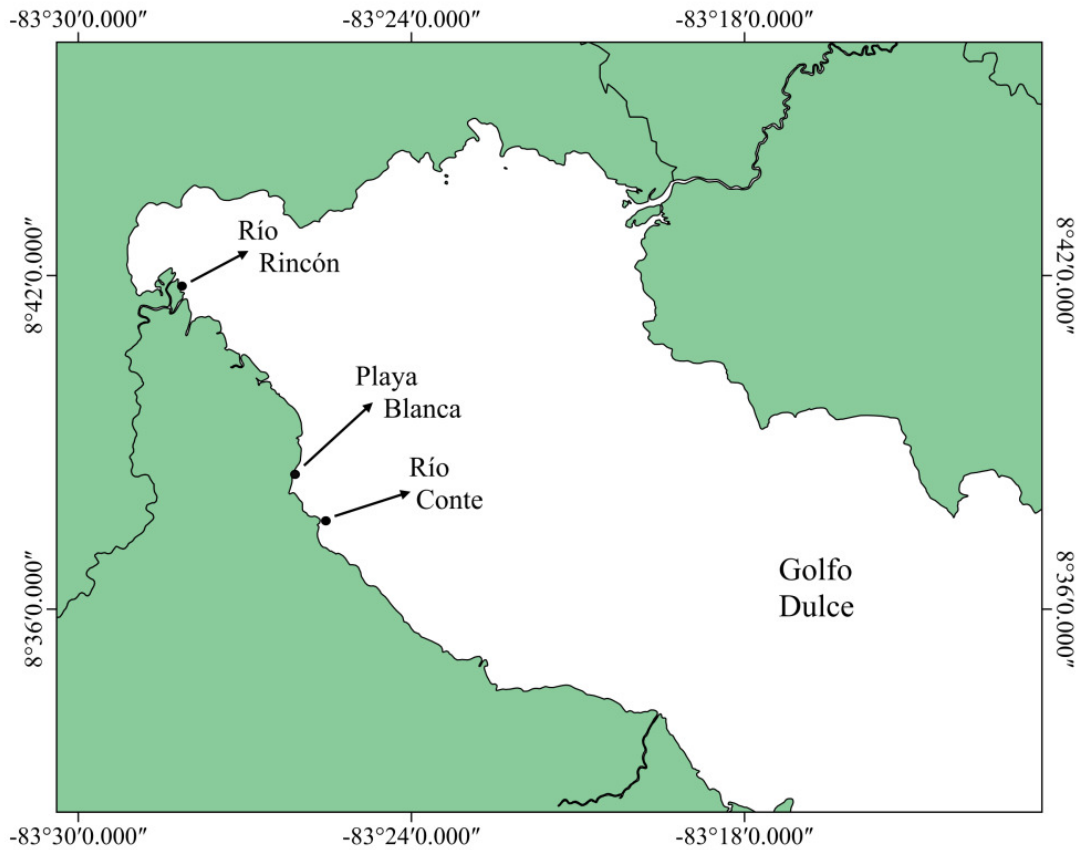 -83°30'0.000" -83°24'0.000" -83°18'0.000"
Río
Rincón
8°42'0.000" 8°42'0.000"
Playa
Blanca
Río
Conte
Golfo
Dulce
8°36'0.000" 8°36'0.000"
-83°30'0.000" -83°24'0.000" -83°18'0.000"